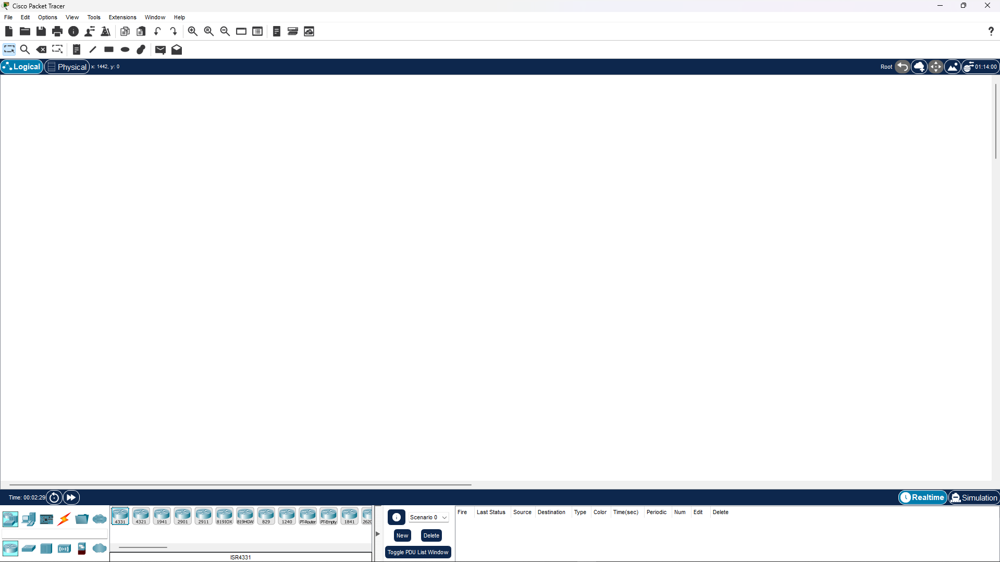 Cisco Packet Tracer
File Edit Options View Tools Extensions Window Help
Logical Physical x: 1442, y: 0 Root 01:14:00
Time: 00:02:29 Realtime Simulation
4331 4321 1941 2901 2911 819IOX 819HGW 829 1240 PT-Router PT-Empty 1841 2620
ISR4331
Scenario 0
New Delete
Toggle PDU List Window
Fire Last Status Source Destination Type Color Time(sec) Periodic Num Edit Delete